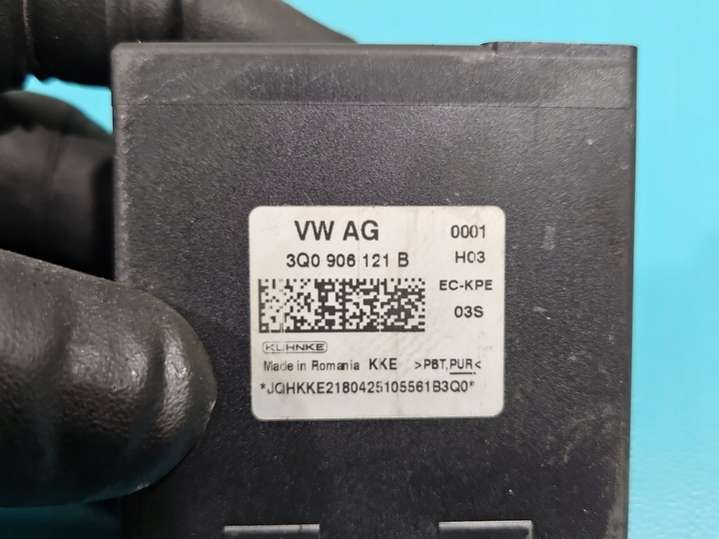 VW AG 0001
3Q0 906 121 B H03
EC-KPE
03S
KUHNKE
Made in Romania KKE >PBT,PUR<
*JQHKKE2180425105561B3Q0*